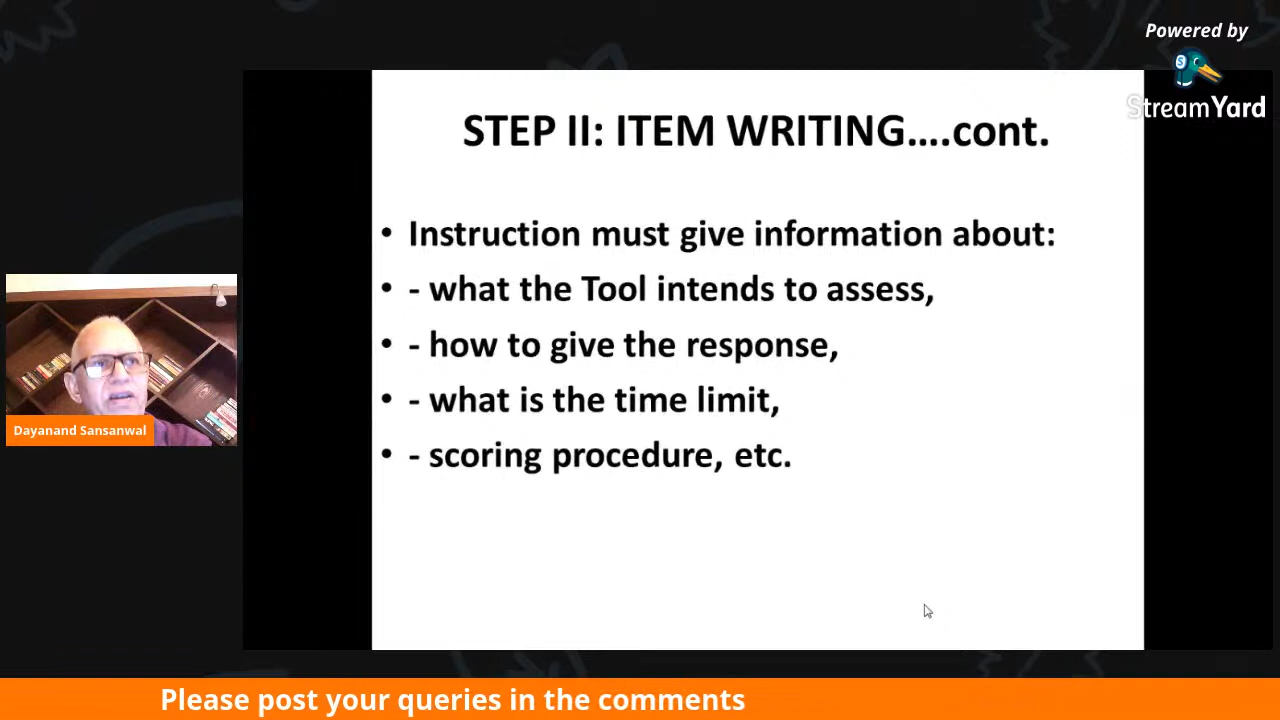 Powered by
StreamYard
STEP II: ITEM WRITING....cont.
• Instruction must give information about:
• - what the Tool intends to assess,
• - how to give the response,
• - what is the time limit,
• - scoring procedure, etc.
Dayanand Sansanwal
Please post your queries in the comments